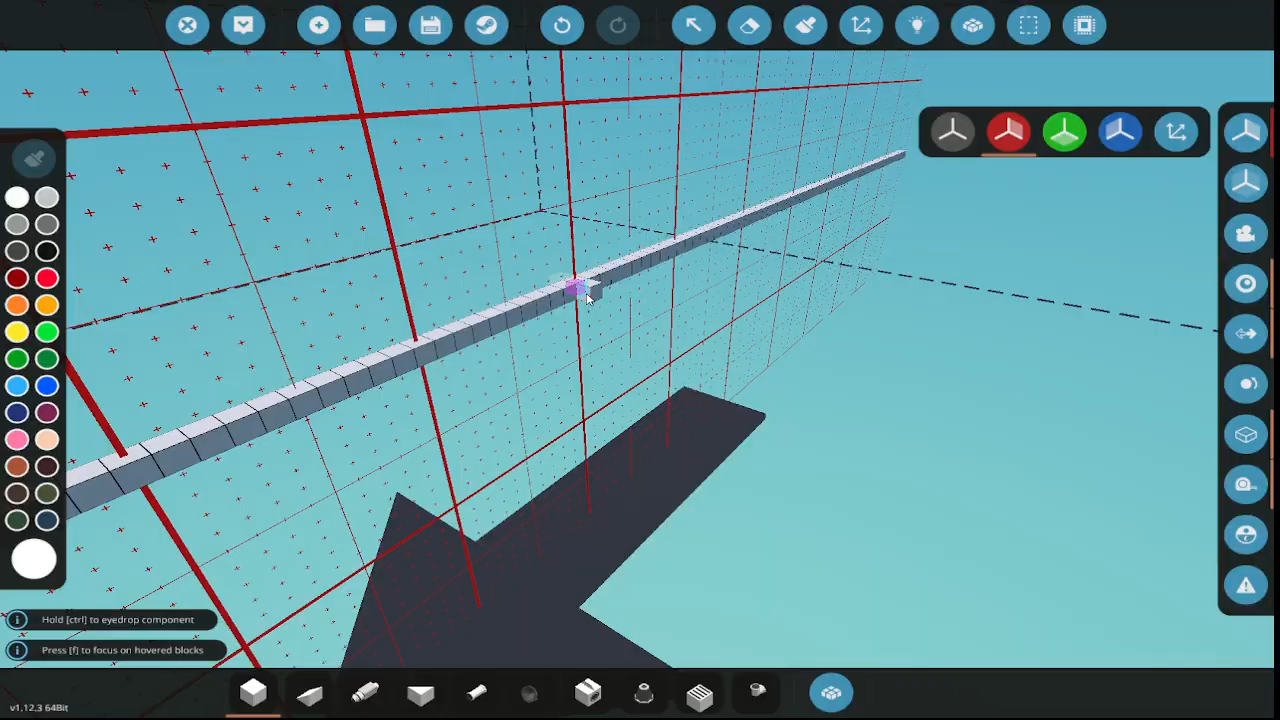 Hold [ctrl] to eyedrop component
Press [f] to focus on hovered blocks
v1.12.3 64Bit